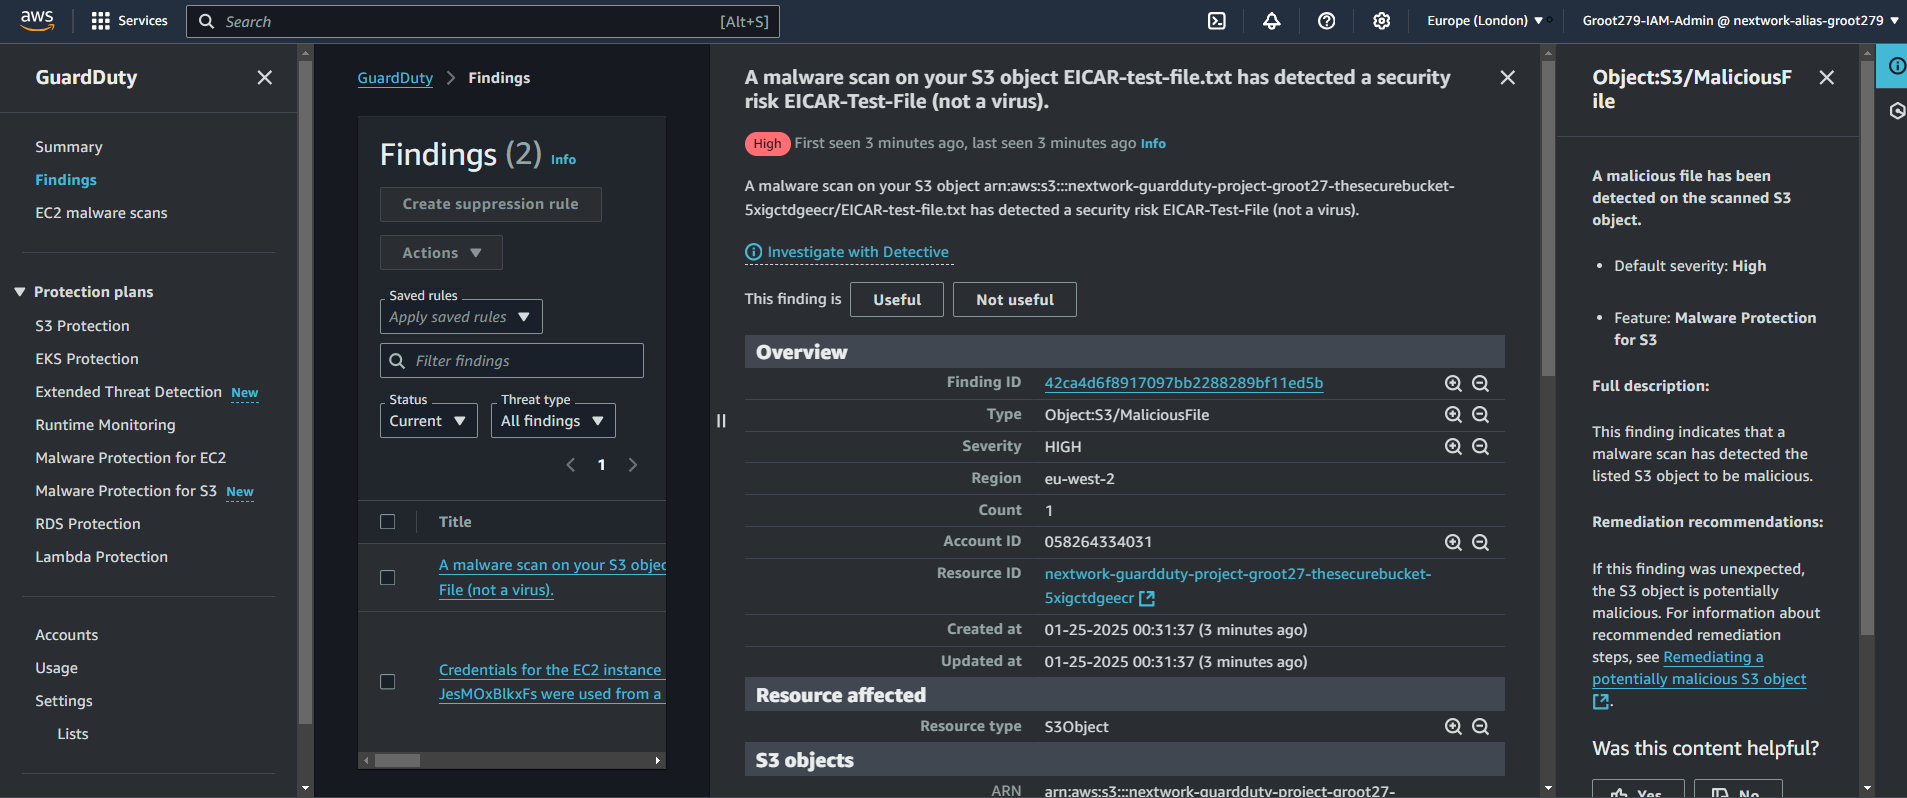 aws
Services
Search
[Alt+S]
Europe (London)
Groot279-IAM-Admin @ nextwork-alias-groot279
GuardDuty
Summary
Findings
EC2 malware scans
Protection plans
S3 Protection
EKS Protection
Extended Threat Detection New
Runtime Monitoring
Malware Protection for EC2
Malware Protection for S3 New
RDS Protection
Lambda Protection
Accounts
Usage
Settings
Lists
GuardDuty > Findings
Findings (2) Info
Create suppression rule
Actions
Saved rules
Apply saved rules
Filter findings
Status
Current
Threat type
All findings
1
Title
A malware scan on your S3 objec
File (not a virus).
Credentials for the EC2 instance
JesMOxBlkxFs were used from a
A malware scan on your S3 object EICAR-test-file.txt has detected a security
risk EICAR-Test-File (not a virus).
High First seen 3 minutes ago, last seen 3 minutes ago Info
A malware scan on your S3 object arn:aws:s3:::nextwork-guardduty-project-groot27-thesecurebucket-
5xigctdgeecr/EICAR-test-file.txt has detected a security risk EICAR-Test-File (not a virus).
Investigate with Detective
This finding is Useful Not useful
Overview
Finding ID 42ca4d6f8917097bb2288289bf11ed5b
Type Object:S3/MaliciousFile
Severity HIGH
Region eu-west-2
Count 1
Account ID 058264334031
Resource ID nextwork-guardduty-project-groot27-thesecurebucket-
5xigctdgeecr
Created at 01-25-2025 00:31:37 (3 minutes ago)
Updated at 01-25-2025 00:31:37 (3 minutes ago)
Resource affected
Resource type S3Object
S3 objects
ARN arn:aws:s3:::nextwork-guardduty-project-groot27-
Object:S3/MaliciousF
ile
A malicious file has been
detected on the scanned S3
object.
• Default severity: High
• Feature: Malware Protection
for S3
Full description:
This finding indicates that a
malware scan has detected the
listed S3 object to be malicious.
Remediation recommendations:
If this finding was unexpected,
the S3 object is potentially
malicious. For information about
recommended remediation
steps, see Remediating a
potentially malicious S3 object
.
Was this content helpful?
Yes
No